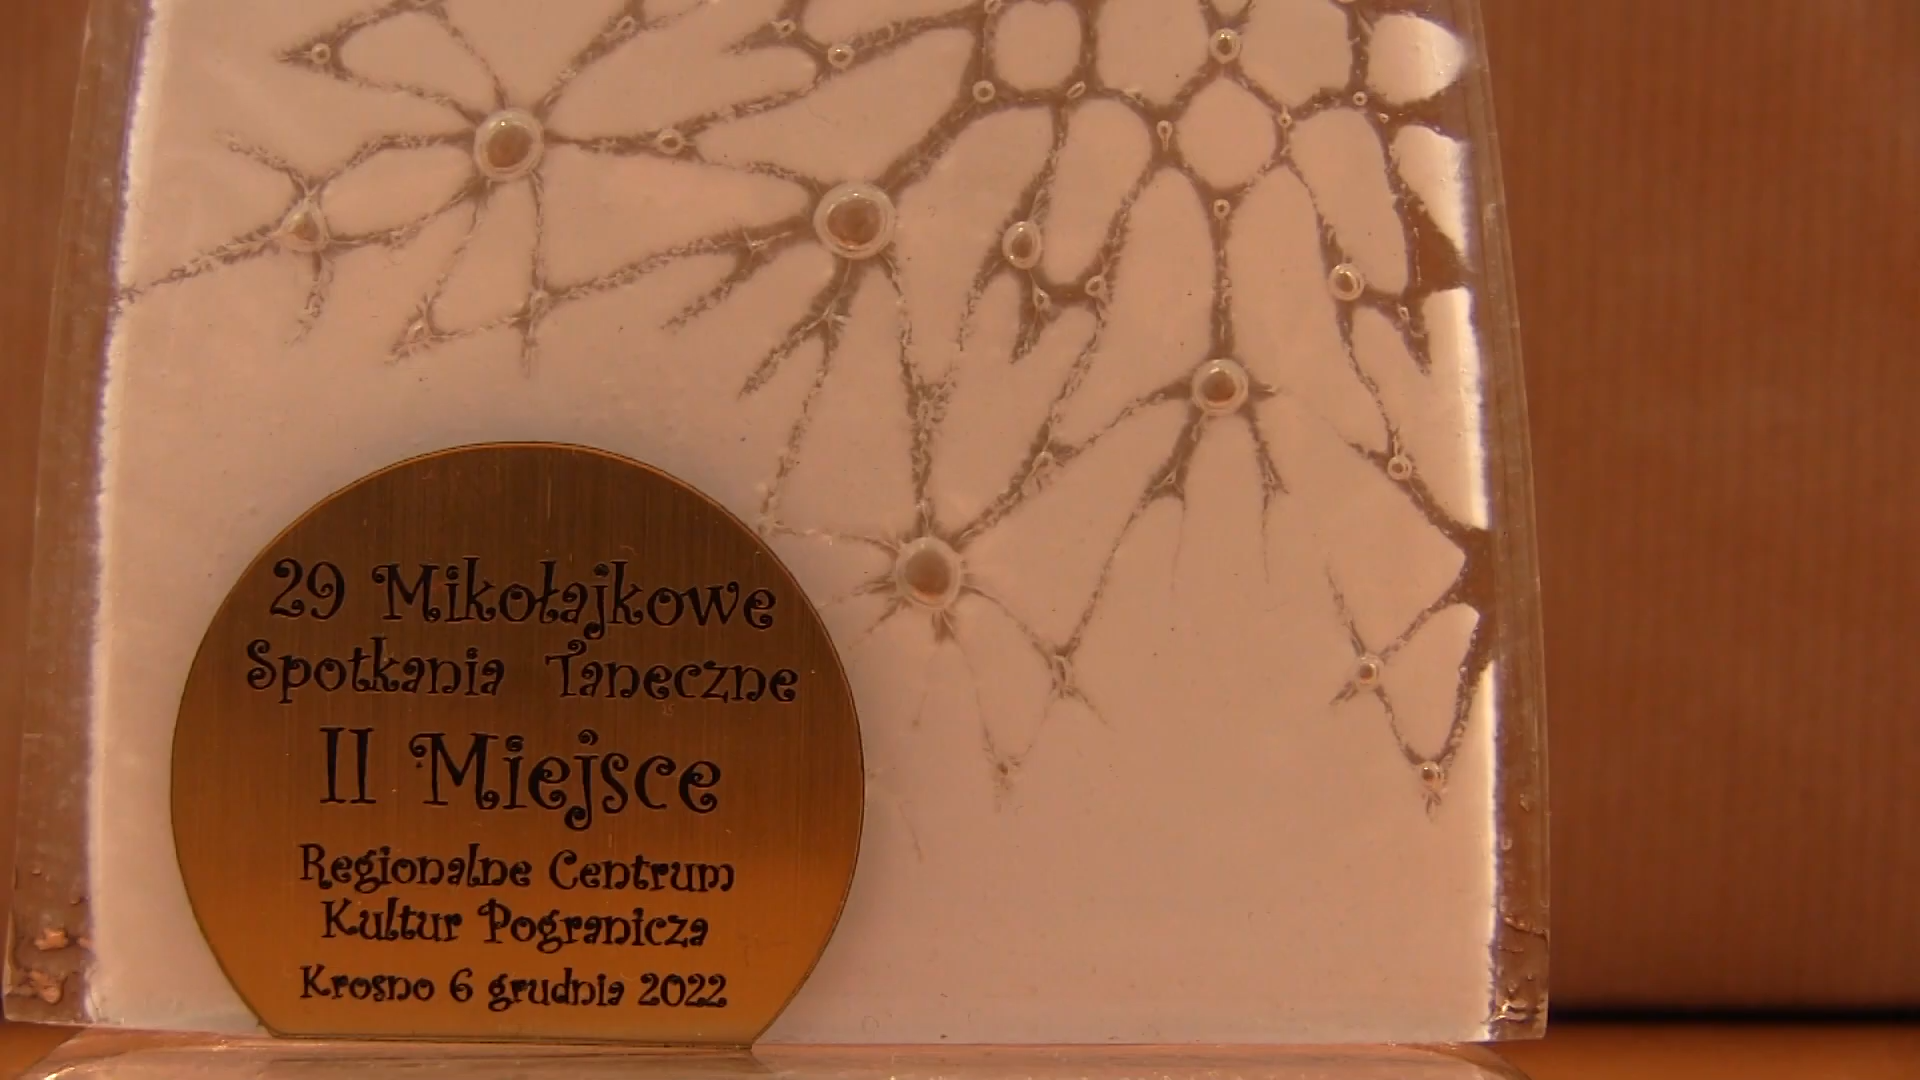 29 Mikołajkowe
Spotkania Taneczne
II Miejsce
Regionalne Centrum
Kultur Pogranicza
Krosno 6 grudnia 2022